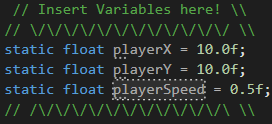 // Insert Variables here! \\
// \/\/\/\/\/\/\/\/\/\/\/\ \\
static float playerX = 10.0f;
static float playerY = 10.0f;
static float playerSpeed = 0.5f;
// /\/\/\/\/\/\/\/\/\/\/\/\ \\